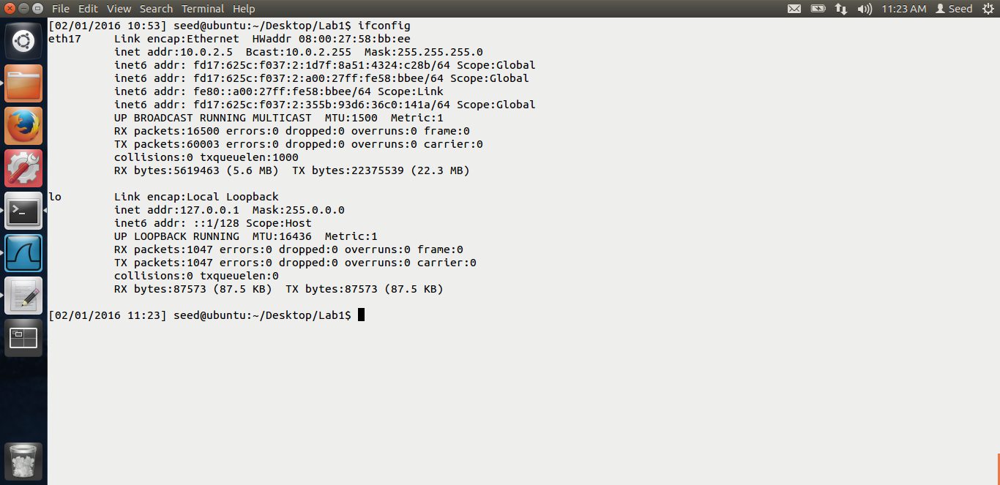 File Edit View Search Terminal Help 11:23 AM Seed
[02/01/2016 10:53] seed@ubuntu:~/Desktop/Lab1$ ifconfig
eth17     Link encap:Ethernet  HWaddr 08:00:27:58:bb:ee
          inet addr:10.0.2.5  Bcast:10.0.2.255  Mask:255.255.255.0
          inet6 addr: fd17:625c:f037:2:1d7f:8a51:4324:c28b/64 Scope:Global
          inet6 addr: fd17:625c:f037:2:a00:27ff:fe58:bbee/64 Scope:Global
          inet6 addr: fe80::a00:27ff:fe58:bbee/64 Scope:Link
          inet6 addr: fd17:625c:f037:2:355b:93d6:36c0:141a/64 Scope:Global
          UP BROADCAST RUNNING MULTICAST  MTU:1500  Metric:1
          RX packets:16500 errors:0 dropped:0 overruns:0 frame:0
          TX packets:60003 errors:0 dropped:0 overruns:0 carrier:0
          collisions:0 txqueuelen:1000
          RX bytes:5619463 (5.6 MB)  TX bytes:22375539 (22.3 MB)

lo        Link encap:Local Loopback
          inet addr:127.0.0.1  Mask:255.0.0.0
          inet6 addr: ::1/128 Scope:Host
          UP LOOPBACK RUNNING  MTU:16436  Metric:1
          RX packets:1047 errors:0 dropped:0 overruns:0 frame:0
          TX packets:1047 errors:0 dropped:0 overruns:0 carrier:0
          collisions:0 txqueuelen:0
          RX bytes:87573 (87.5 KB)  TX bytes:87573 (87.5 KB)

[02/01/2016 11:23] seed@ubuntu:~/Desktop/Lab1$